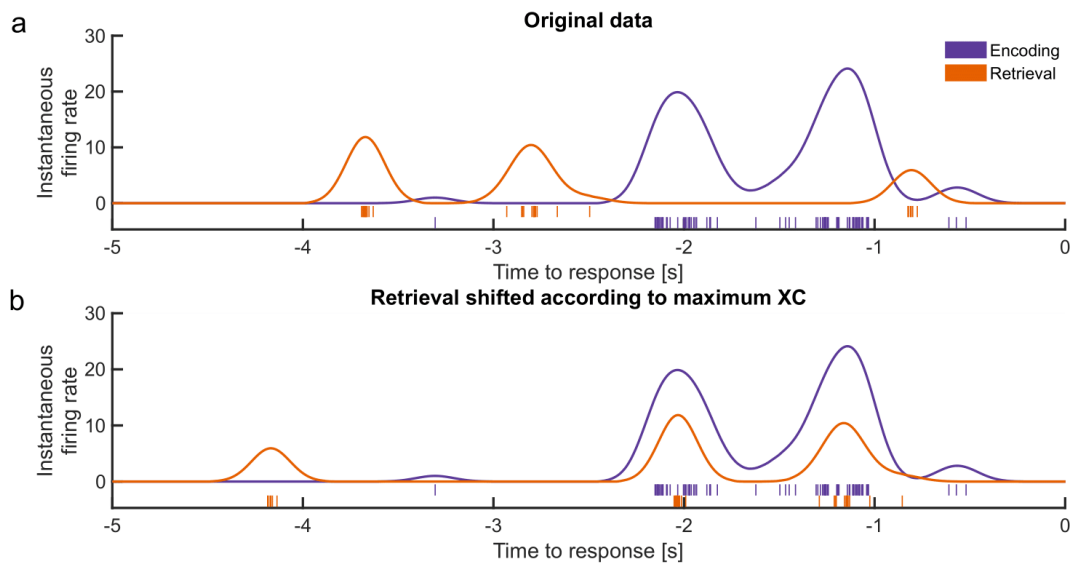 a
Original data
30
20
10
0
Instantaneous
firing rate
Encoding
Retrieval
-5
-4
-3
-2
-1
0
Time to response [s]
b
Retrieval shifted according to maximum XC
30
20
10
0
Instantaneous
firing rate
-5
-4
-3
-2
-1
0
Time to response [s]